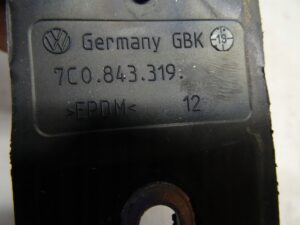 Germany GBK
7C0.843.319.
>EPDM< 12